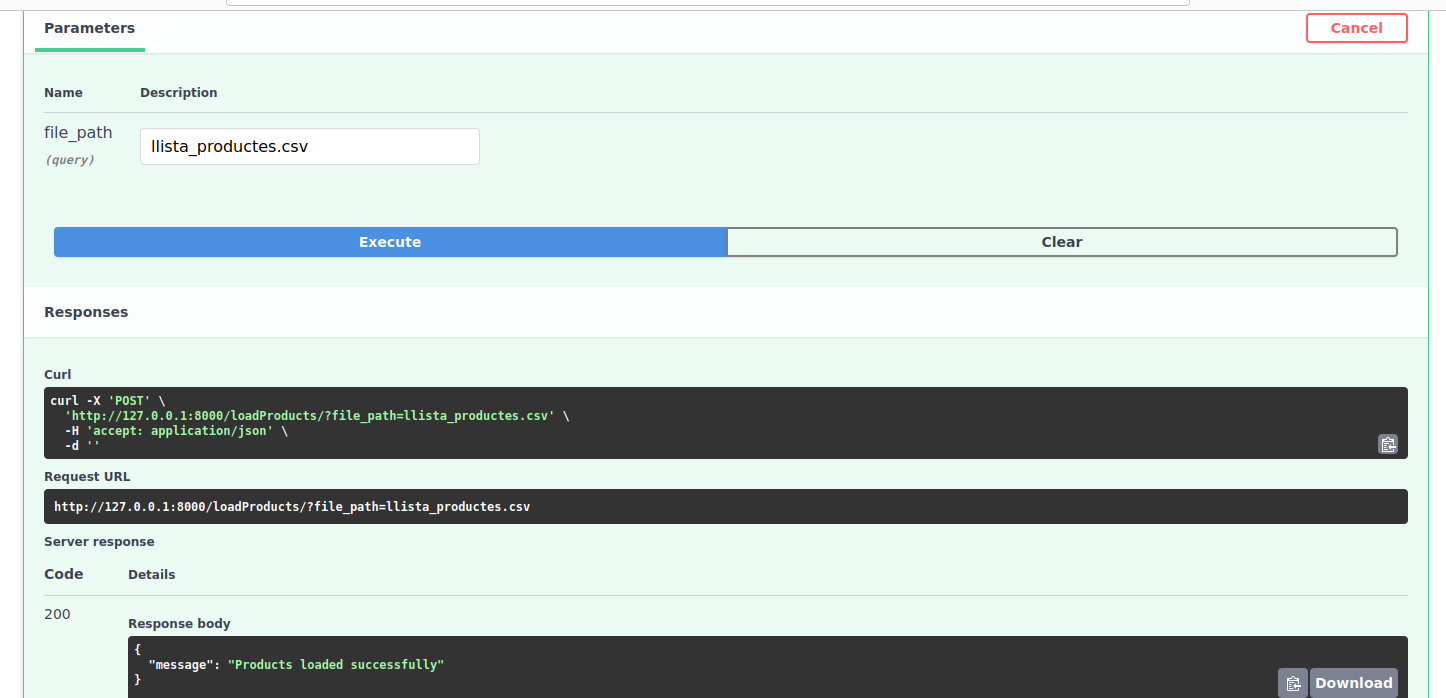 Parameters
Cancel
Name Description
file_path
(query)
llista_productes.csv
Execute
Clear
Responses
Curl
curl -X 'POST' \
  'http://127.0.0.1:8000/loadProducts/?file_path=llista_productes.csv' \
  -H 'accept: application/json' \
  -d ''
Request URL
http://127.0.0.1:8000/loadProducts/?file_path=llista_productes.csv
Server response
Code Details
200
Response body
{
  "message": "Products loaded successfully"
}
Download